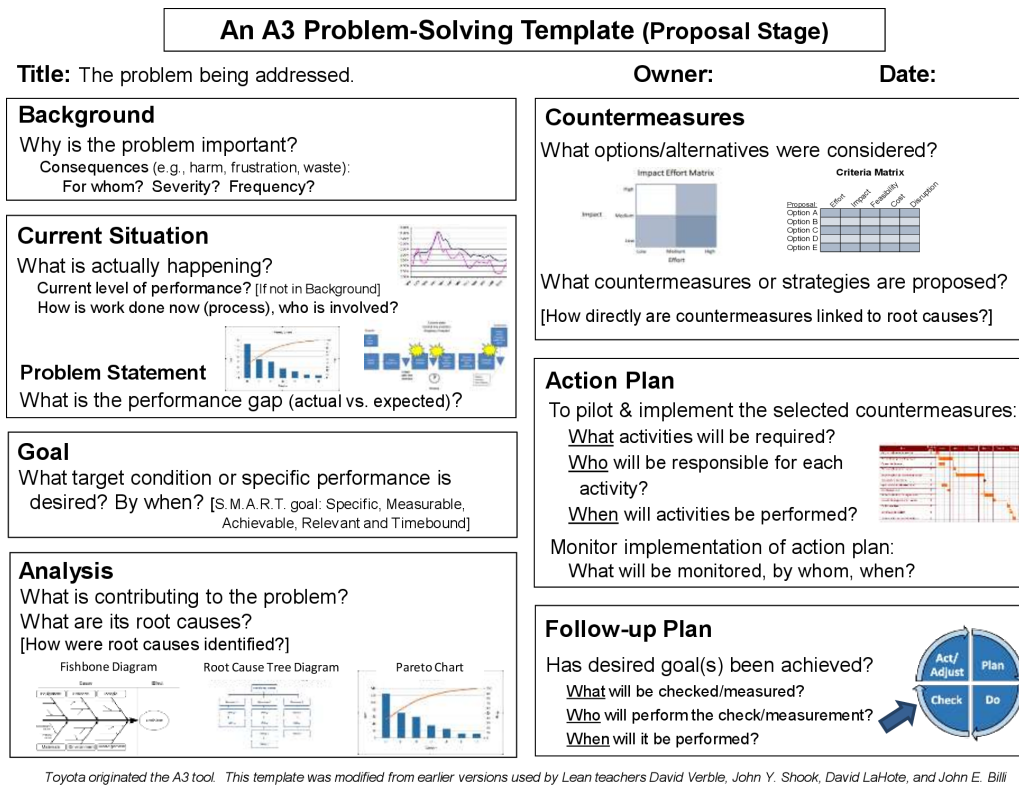 An A3 Problem-Solving Template (Proposal Stage)
Title: The problem being addressed.
Owner:
Date:
Background
Why is the problem important?
Consequences (e.g., harm, frustration, waste):
For whom? Severity? Frequency?
Current Situation
What is actually happening?
Current level of performance? [If not in Background]
How is work done now (process), who is involved?
Problem Statement
What is the performance gap (actual vs. expected)?
Goal
What target condition or specific performance is
desired? By when? [S.M.A.R.T. goal: Specific, Measurable,
Achievable, Relevant and Timebound]
Analysis
What is contributing to the problem?
What are its root causes?
[How were root causes identified?]
Fishbone Diagram
Root Cause Tree Diagram
Pareto Chart
Countermeasures
What options/alternatives were considered?
Impact Effort Matrix
High
Impact
Medium
Low
Low Medium High
Effort
Criteria Matrix
Proposal:
Effort
Impact
Feasibility
Cost
Disruption
Option A
Option B
Option C
Option D
Option E
What countermeasures or strategies are proposed?
[How directly are countermeasures linked to root causes?]
Action Plan
To pilot & implement the selected countermeasures:
What activities will be required?
Who will be responsible for each
activity?
When will activities be performed?
Monitor implementation of action plan:
What will be monitored, by whom, when?
Follow-up Plan
Has desired goal(s) been achieved?
What will be checked/measured?
Who will perform the check/measurement?
When will it be performed?
Act/
Adjust
Plan
Check
Do
Toyota originated the A3 tool. This template was modified from earlier versions used by Lean teachers David Verble, John Y. Shook, David LaHote, and John E. Billi